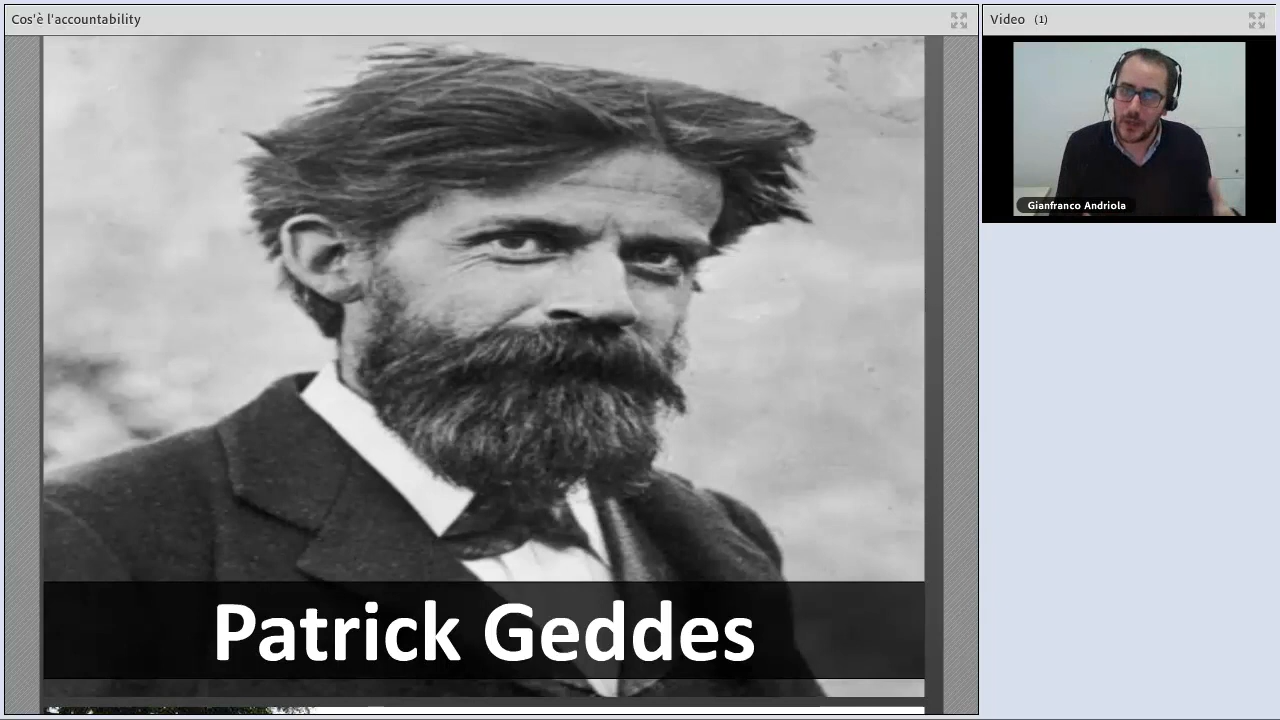 Cos'è l'accountability
Video (1)
Gianfranco Andriola
Patrick Geddes